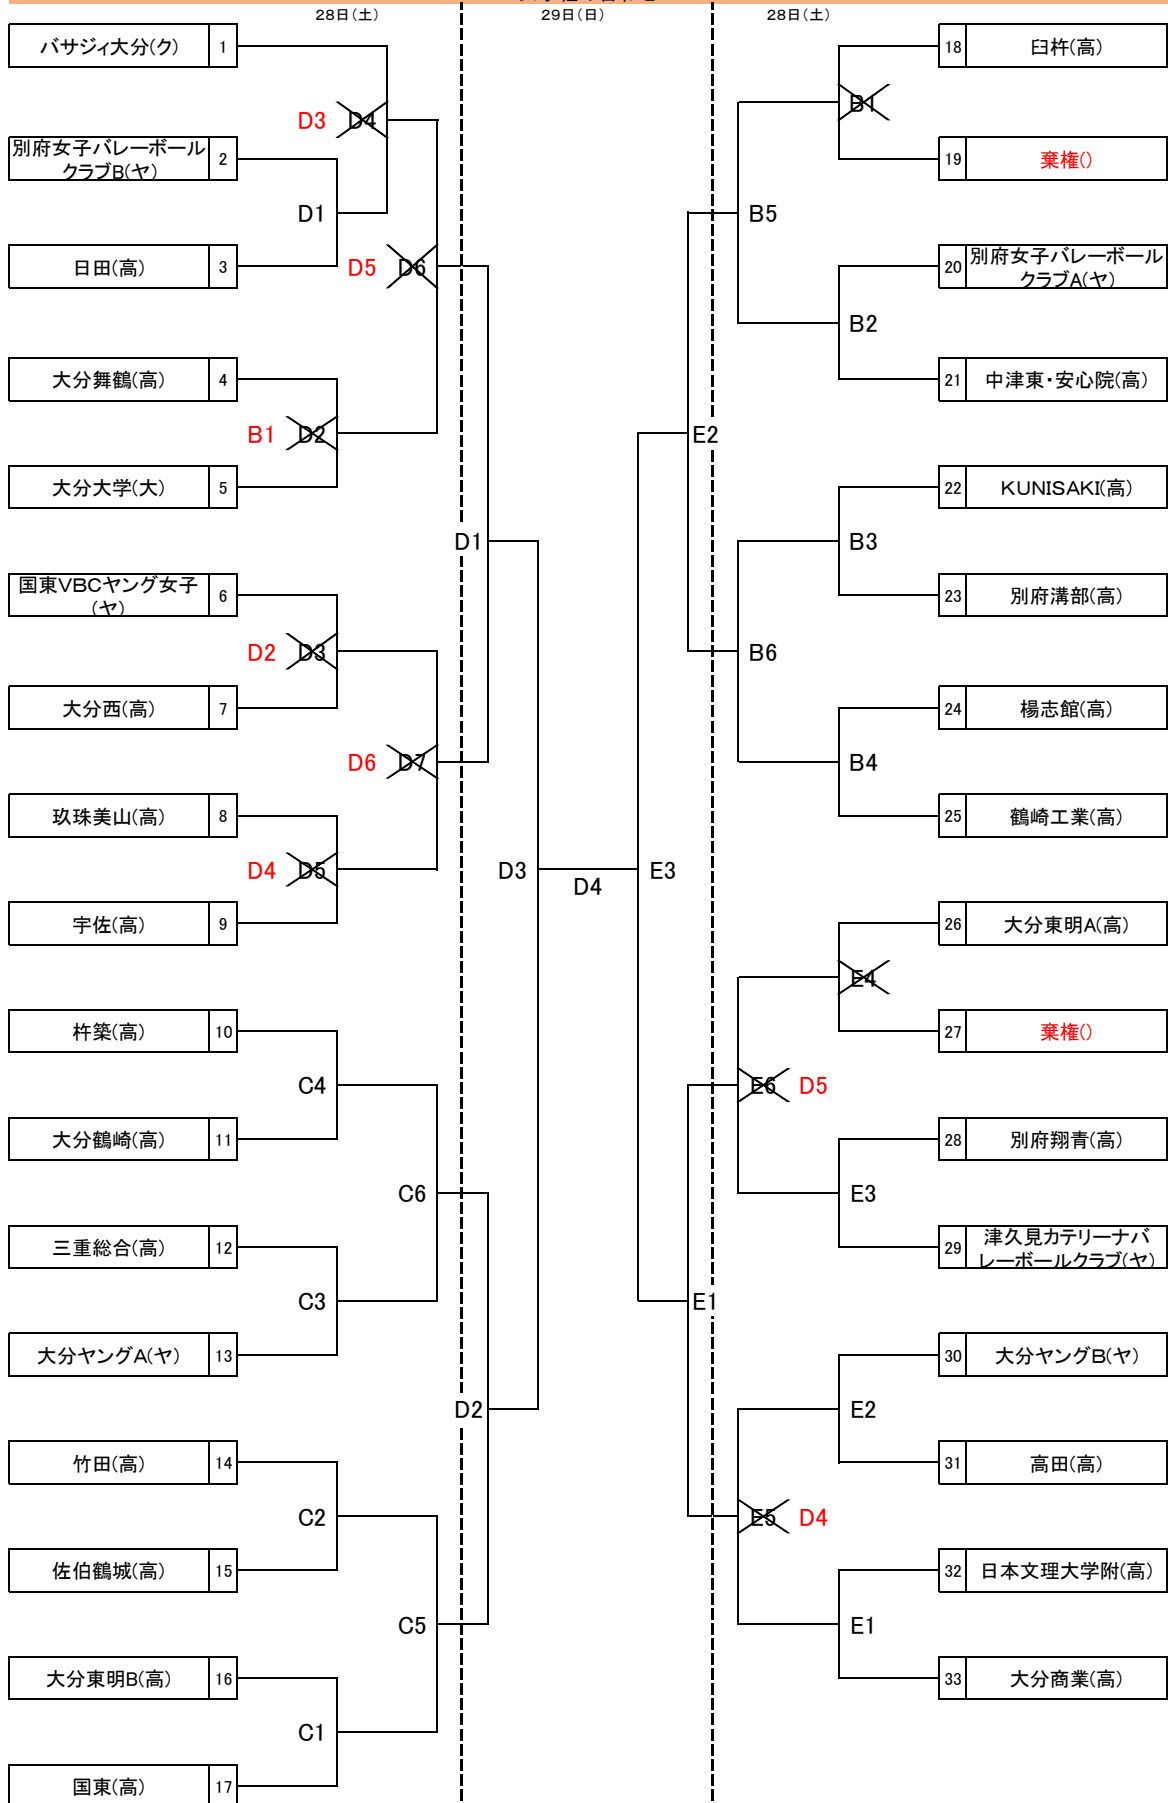 28日(土)
29日(日)
28日(土)
バサジィ大分(ク) 1
D3 D4
別府女子バレーボール
クラブB(ヤ) 2
D1
日田(高) 3
D5 D6
大分舞鶴(高) 4
B1 D2
大分大学(大) 5
D1
国東VBCヤング女子
(ヤ) 6
D2 D3
大分西(高) 7
D6 D7
玖珠美山(高) 8
D4 D5
宇佐(高) 9
D3
D4
E3
杵築(高) 10
C4
大分鶴崎(高) 11
C6
三重総合(高) 12
C3
大分ヤングA(ヤ) 13
D2
竹田(高) 14
C2
佐伯鶴城(高) 15
C5
大分東明B(高) 16
C1
国東(高) 17
18 臼杵(高)
B1
19 棄権()
B5
20 別府女子バレーボール
クラブA(ヤ)
B2
21 中津東・安心院(高)
E2
22 KUNISAKI(高)
B3
23 別府溝部(高)
B6
24 楊志館(高)
B4
25 鶴崎工業(高)
26 大分東明A(高)
E4
27 棄権()
E6 D5
28 別府翔青(高)
E3
29 津久見カテリーナバ
レーボールクラブ(ヤ)
E1
30 大分ヤングB(ヤ)
E2
31 高田(高)
E5 D4
32 日本文理大学附(高)
E1
33 大分商業(高)